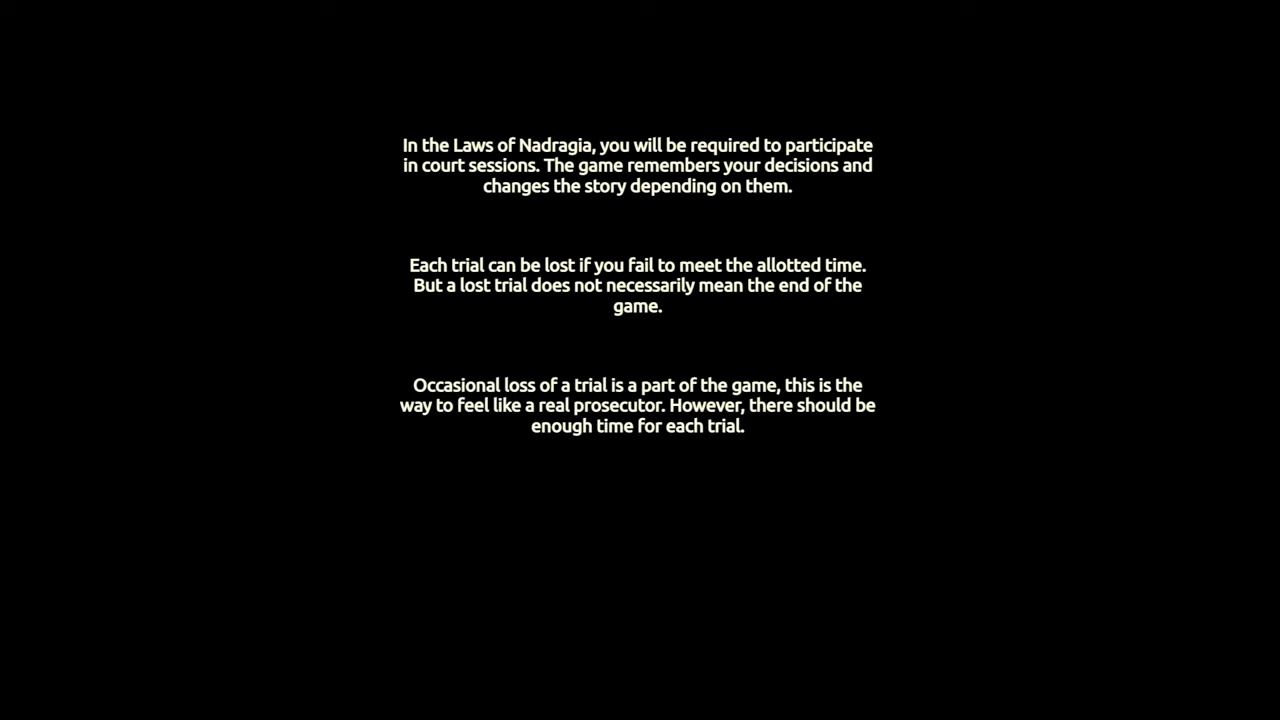 In the Laws of Nadragia, you will be required to participate
in court sessions. The game remembers your decisions and
changes the story depending on them.
Each trial can be lost if you fail to meet the allotted time.
But a lost trial does not necessarily mean the end of the
game.
Occasional loss of a trial is a part of the game, this is the
way to feel like a real prosecutor. However, there should be
enough time for each trial.